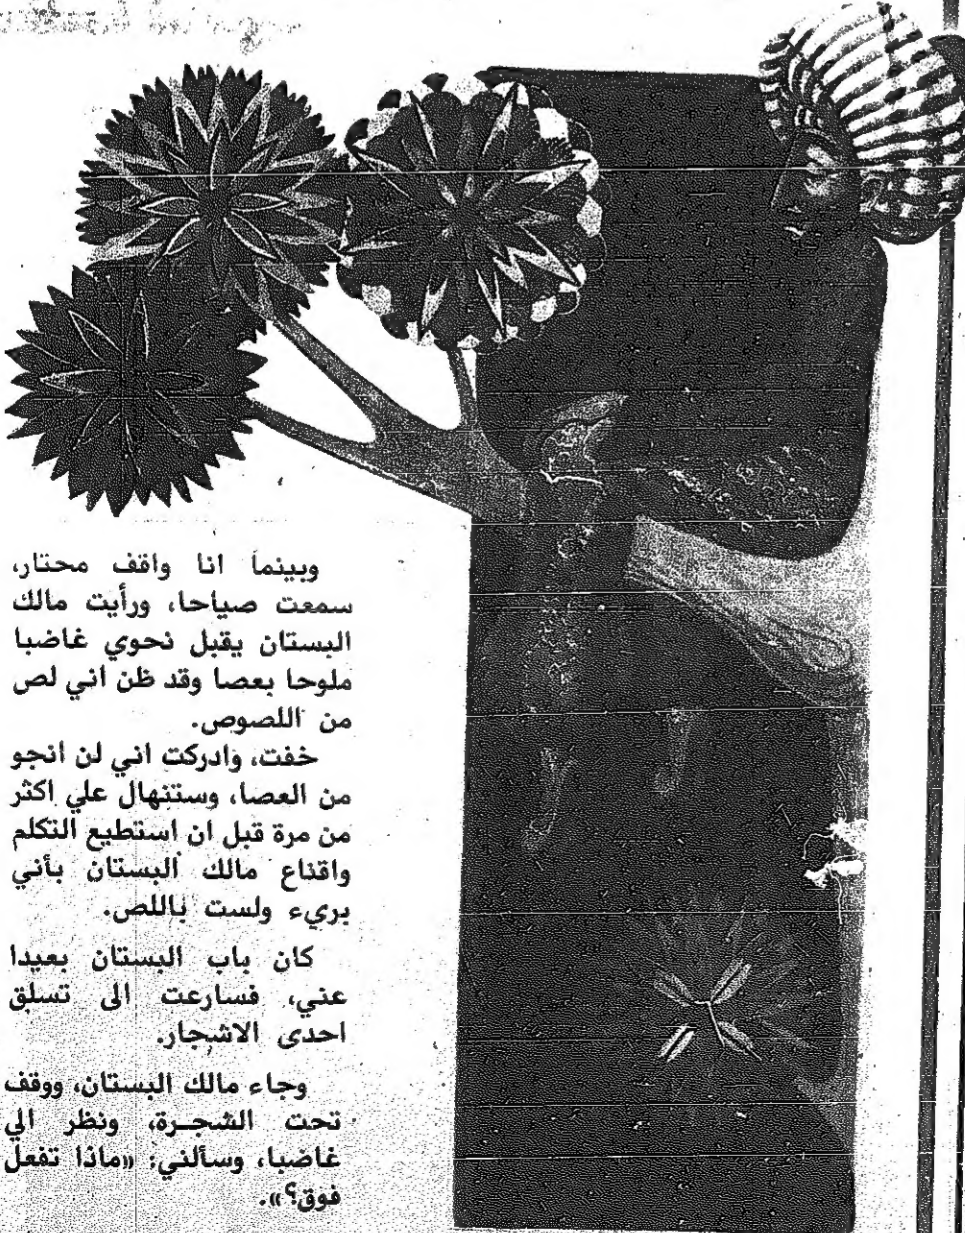 وبينما انا واقف محتار،
سمعت صياحا، ورأيت مالك
البستان يقبل نحوي غاضبا
ملوحا بعصا وقد ظن اني لص
من اللصوص.
خفت، وادركت اني لن انجو
من العصا، وستنهال علي اكثر
من مرة قبل ان استطيع التكلم
واقناع مالك البستان بأني
بريء ولست باللص.
كان باب البستان بعيدا
عني، فسارعت الى تسلق
احدى الاشجار.
وجاء مالك البستان، ووقف
تحت الشجرة، ونظر الي
غاضبا، وسألني: «ماذا تفعل
فوق؟».